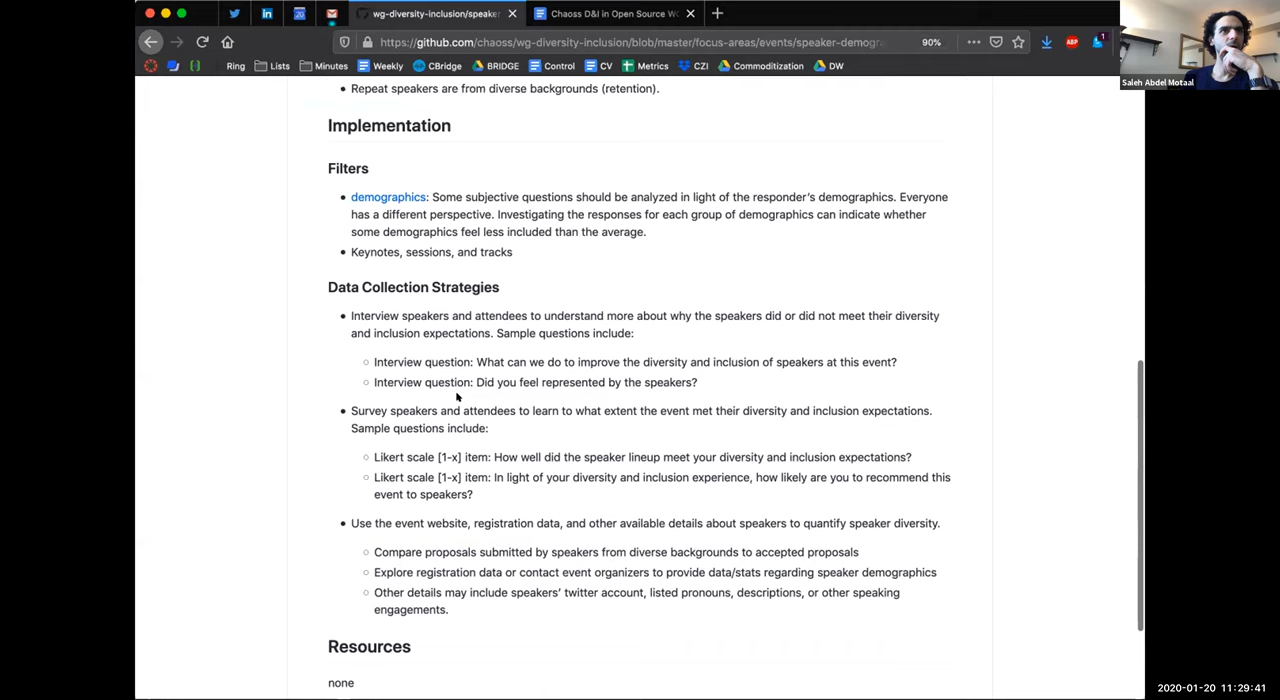 wg-diversity-inclusion/speaker
Chaoss D&I in Open Source Wo
https://github.com/chaoss/wg-diversity-inclusion/blob/master/focus-areas/events/speaker-demogra
90%
ABP
1
Ring Lists Minutes Weekly CBridge BRIDGE Control CV Metrics CZI Commoditization DW
Saleh Abdel Motaal
Repeat speakers are from diverse backgrounds (retention).
Implementation
Filters
demographics: Some subjective questions should be analyzed in light of the responder's demographics. Everyone
has a different perspective. Investigating the responses for each group of demographics can indicate whether
some demographics feel less included than the average.
Keynotes, sessions, and tracks
Data Collection Strategies
Interview speakers and attendees to understand more about why the speakers did or did not meet their diversity
and inclusion expectations. Sample questions include:
Interview question: What can we do to improve the diversity and inclusion of speakers at this event?
Interview question: Did you feel represented by the speakers?
Survey speakers and attendees to learn to what extent the event met their diversity and inclusion expectations.
Sample questions include:
Likert scale [1-x] item: How well did the speaker lineup meet your diversity and inclusion expectations?
Likert scale [1-x] item: In light of your diversity and inclusion experience, how likely are you to recommend this
event to speakers?
Use the event website, registration data, and other available details about speakers to quantify speaker diversity.
Compare proposals submitted by speakers from diverse backgrounds to accepted proposals
Explore registration data or contact event organizers to provide data/stats regarding speaker demographics
Other details may include speakers' twitter account, listed pronouns, descriptions, or other speaking
engagements.
Resources
none
2020-01-20 11:29:41